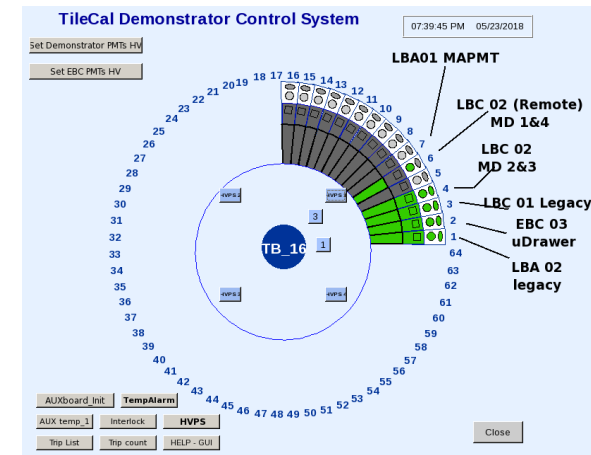 TileCal Demonstrator Control System
07:39:45 PM 05/23/2018
Set Demonstrator PMTs HV
Set EBC PMTs HV
LBA01 MAPMT
LBC 02 (Remote)
MD 1&4
LBC 02
MD 2&3
LBC 01 Legacy
EBC 03
uDrawer
LBA 02
legacy
17 16 15 14 13 12 11 10 9 8 7 6 5 4 3 2 1
64 63 62 61 60 59 58 57 56 55 54 53 52 51 50 49
48 47 46 45 44 43 42 41 40 39 38 37 36 35 34 33
32 31 30 29 28 27 26 25 24 23 22 21 20 19 18
3
TB_16
1
AUXboard_Init
TempAlarm
AUX temp_1
Interlock
HVPS
Trip List
Trip count
HELP - GUI
Close